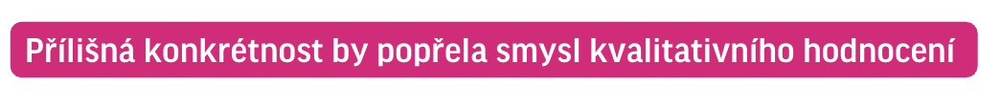 Přílišná konkrétnost by popřela smysl kvalitativního hodnocení